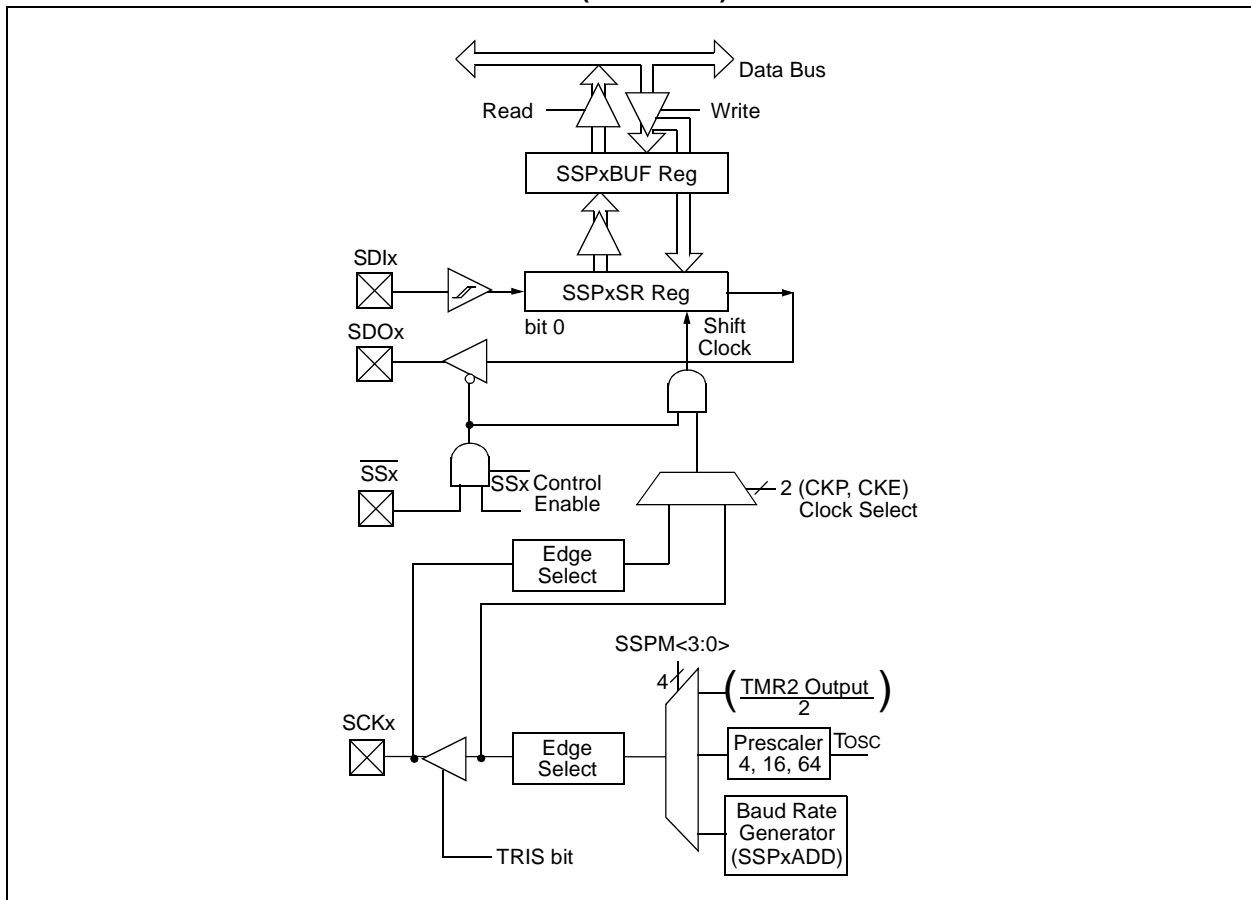 Data Bus
Read
Write
SSPxBUF Reg
SDIx
SSPxSR Reg
bit 0
Shift
Clock
SDOx
SSx
SSx Control
Enable
2 (CKP, CKE)
Clock Select
Edge
Select
SSPM<3:0>
4
(TMR2 Output)
2
SCKx
Edge
Select
Prescaler
4, 16, 64
TOSC
Baud Rate
Generator
(SSPxADD)
TRIS bit